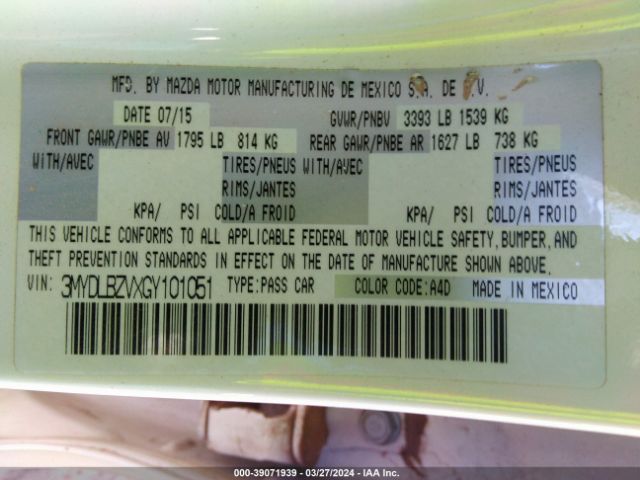 MFD. BY MAZDA MOTOR MANUFACTURING DE MEXICO S.A. DE C.V.
DATE 07/15 GVWR/PNBV 3393 LB 1539 KG
FRONT GAWR/PNBE AV 1795 LB 814 KG REAR GAWR/PNBE AR 1627 LB 738 KG
WITH/AVEC TIRES/PNEUS WITH/AVEC TIRES/PNEUS
RIMS/JANTES RIMS/JANTES
KPA/ PSI COLD/A FROID KPA/ PSI COLD/A FROID
THIS VEHICLE CONFORMS TO ALL APPLICABLE FEDERAL MOTOR VEHICLE SAFETY, BUMPER, AND
THEFT PREVENTION STANDARDS IN EFFECT ON THE DATE OF MANUFACTURE SHOWN ABOVE.
VIN: 3MYDLBZVXGY101051 TYPE:PASS CAR COLOR CODE:A4D MADE IN MEXICO
000-39071939 / 03/27/2024 / IAA Inc.